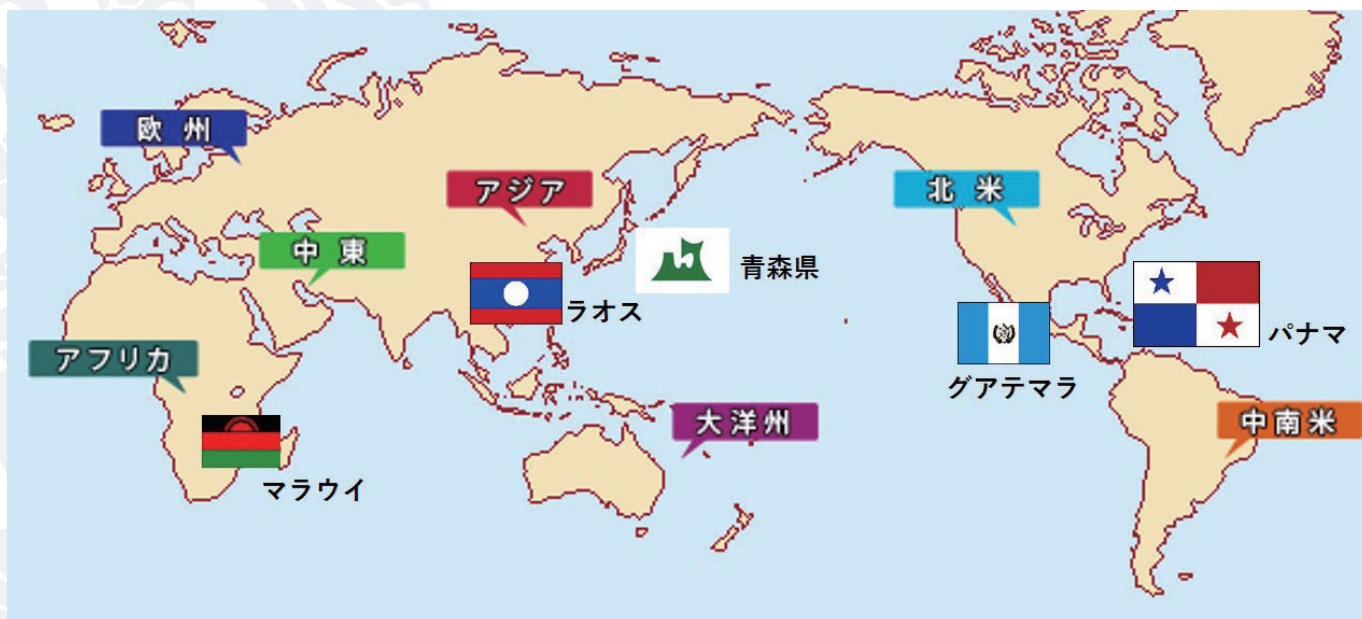 欧州
アジア
北米
中東
青森県
ラオス
パナマ
アフリカ
グアテマラ
大洋州
中南米
マラウイ